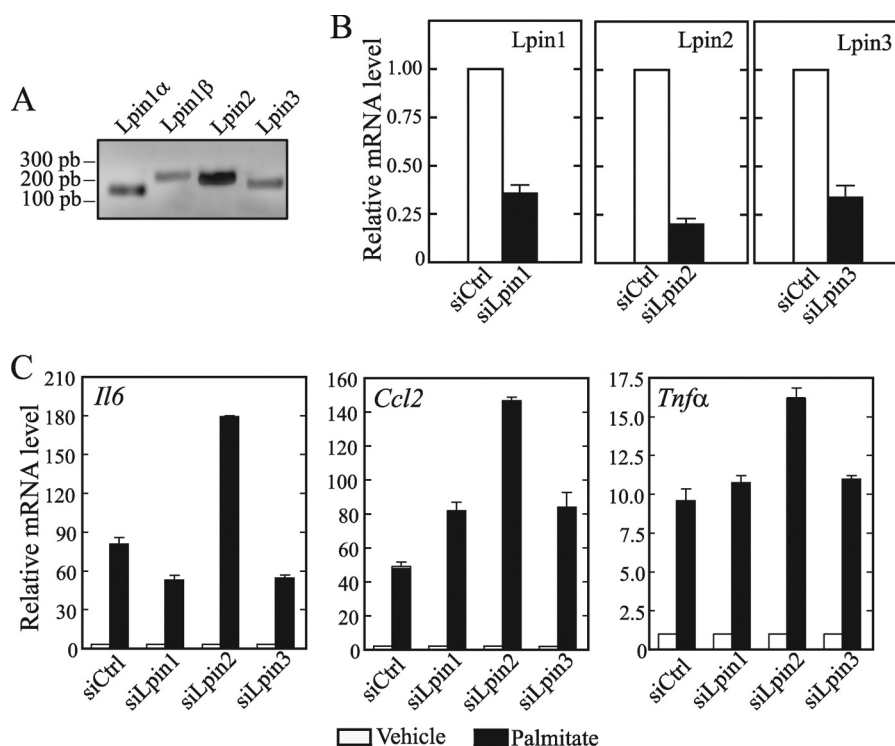 A
Lpin1α
Lpin1β
Lpin2
Lpin3
300 pb
200 pb
100 pb
B
Relative mRNA level
1.00
0.75
0.50
0.25
0
Lpin1
siCtrl
siLpin1
Lpin2
siCtrl
siLpin2
Lpin3
siCtrl
siLpin3
C
Relative mRNA level
210
180
150
120
90
60
30
0
Il6
siCtrl
siLpin1
siLpin2
siLpin3
160
140
120
100
80
60
40
20
0
Ccl2
siCtrl
siLpin1
siLpin2
siLpin3
17.5
15.0
12.5
10.0
7.5
5.0
2.5
0
Tnfα
siCtrl
siLpin1
siLpin2
siLpin3
Vehicle
Palmitate